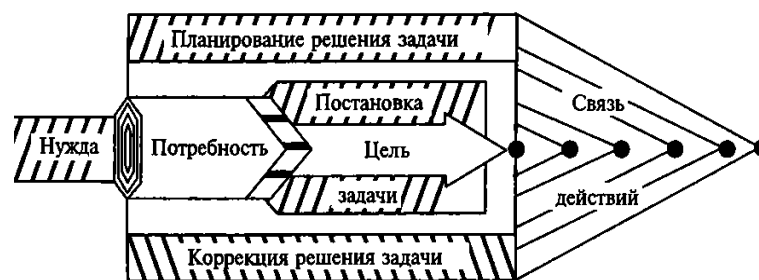 Планирование решения задачи
Постановка
Связь
Нужда
Потребность
Цель
задачи
действий
Коррекция решения задачи